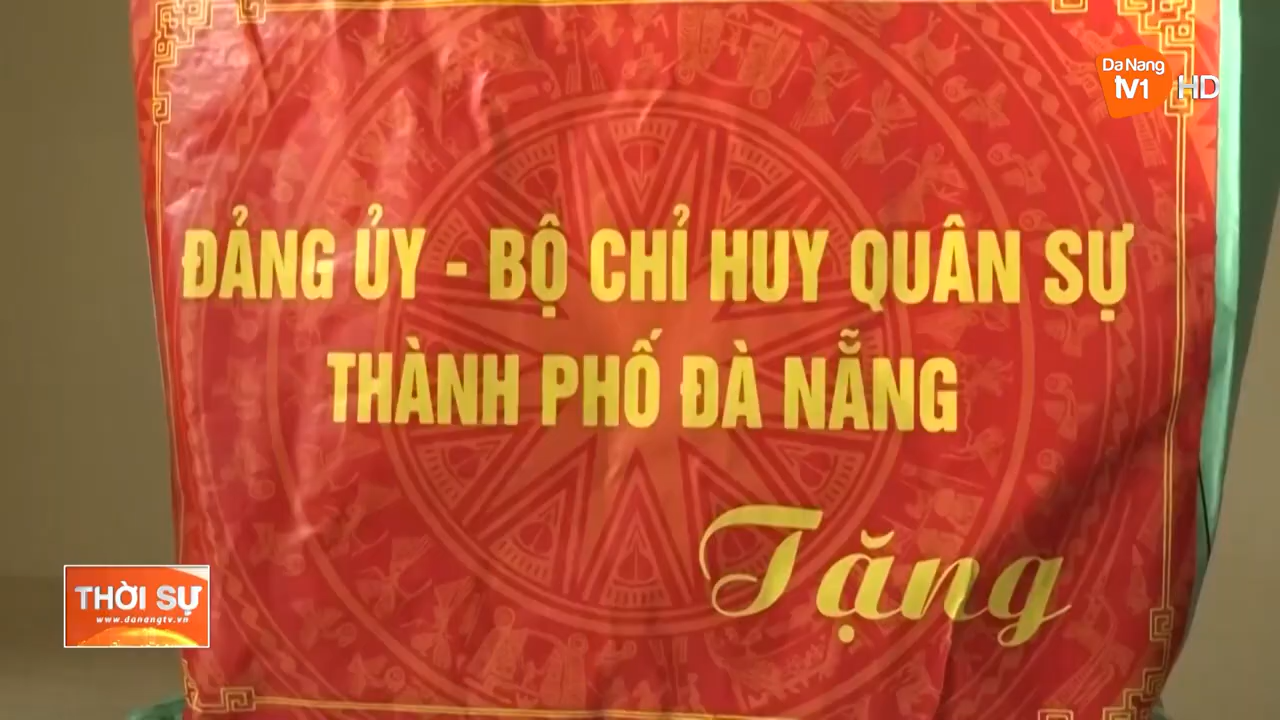 Da Nang
tv1 HD
ĐẢNG ỦY - BỘ CHỈ HUY QUÂN SỰ
THÀNH PHỐ ĐÀ NẴNG
Tặng
THỜI SỰ
www.danangtv.vn